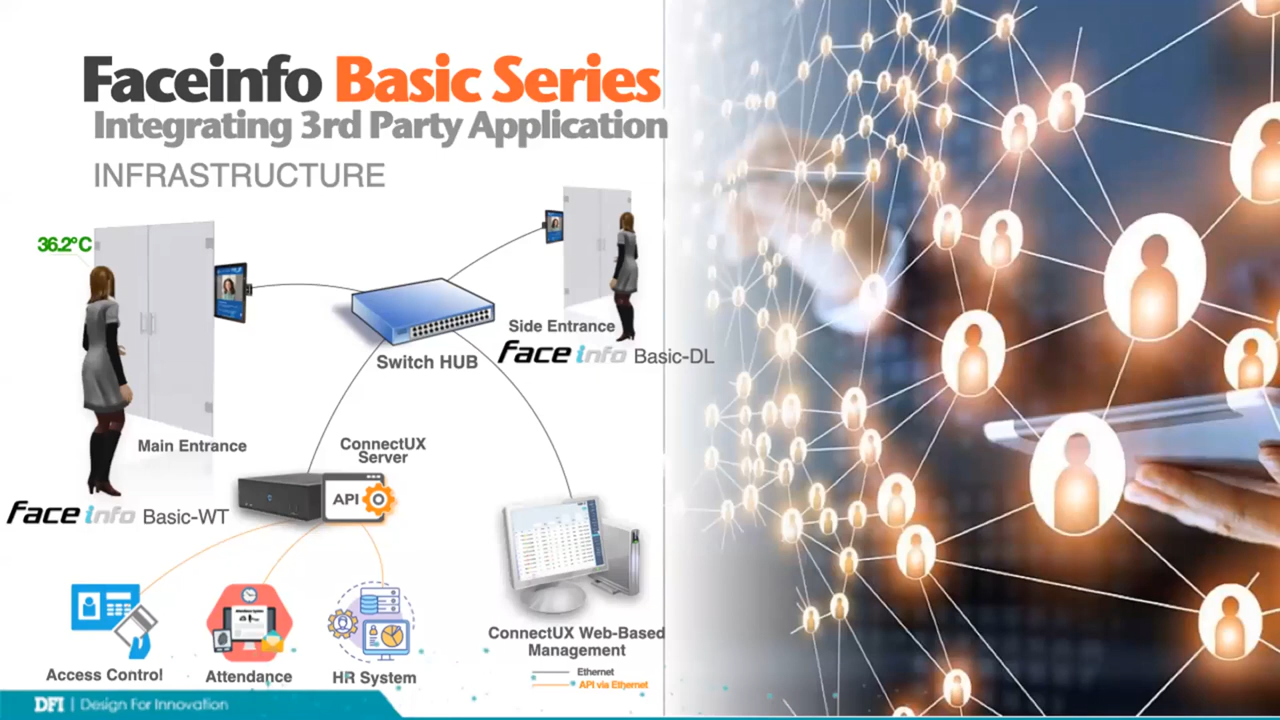 Faceinfo Basic Series
Integrating 3rd Party Application
INFRASTRUCTURE
36.2°C
Side Entrance
Switch HUB
face info Basic-DL
Main Entrance
ConnectUX
Server
API
face info Basic-WT
ConnectUX Web-Based
Management
Access Control
Attendance
HR System
Ethernet
API via Ethernet
DFI | Design For Innovation